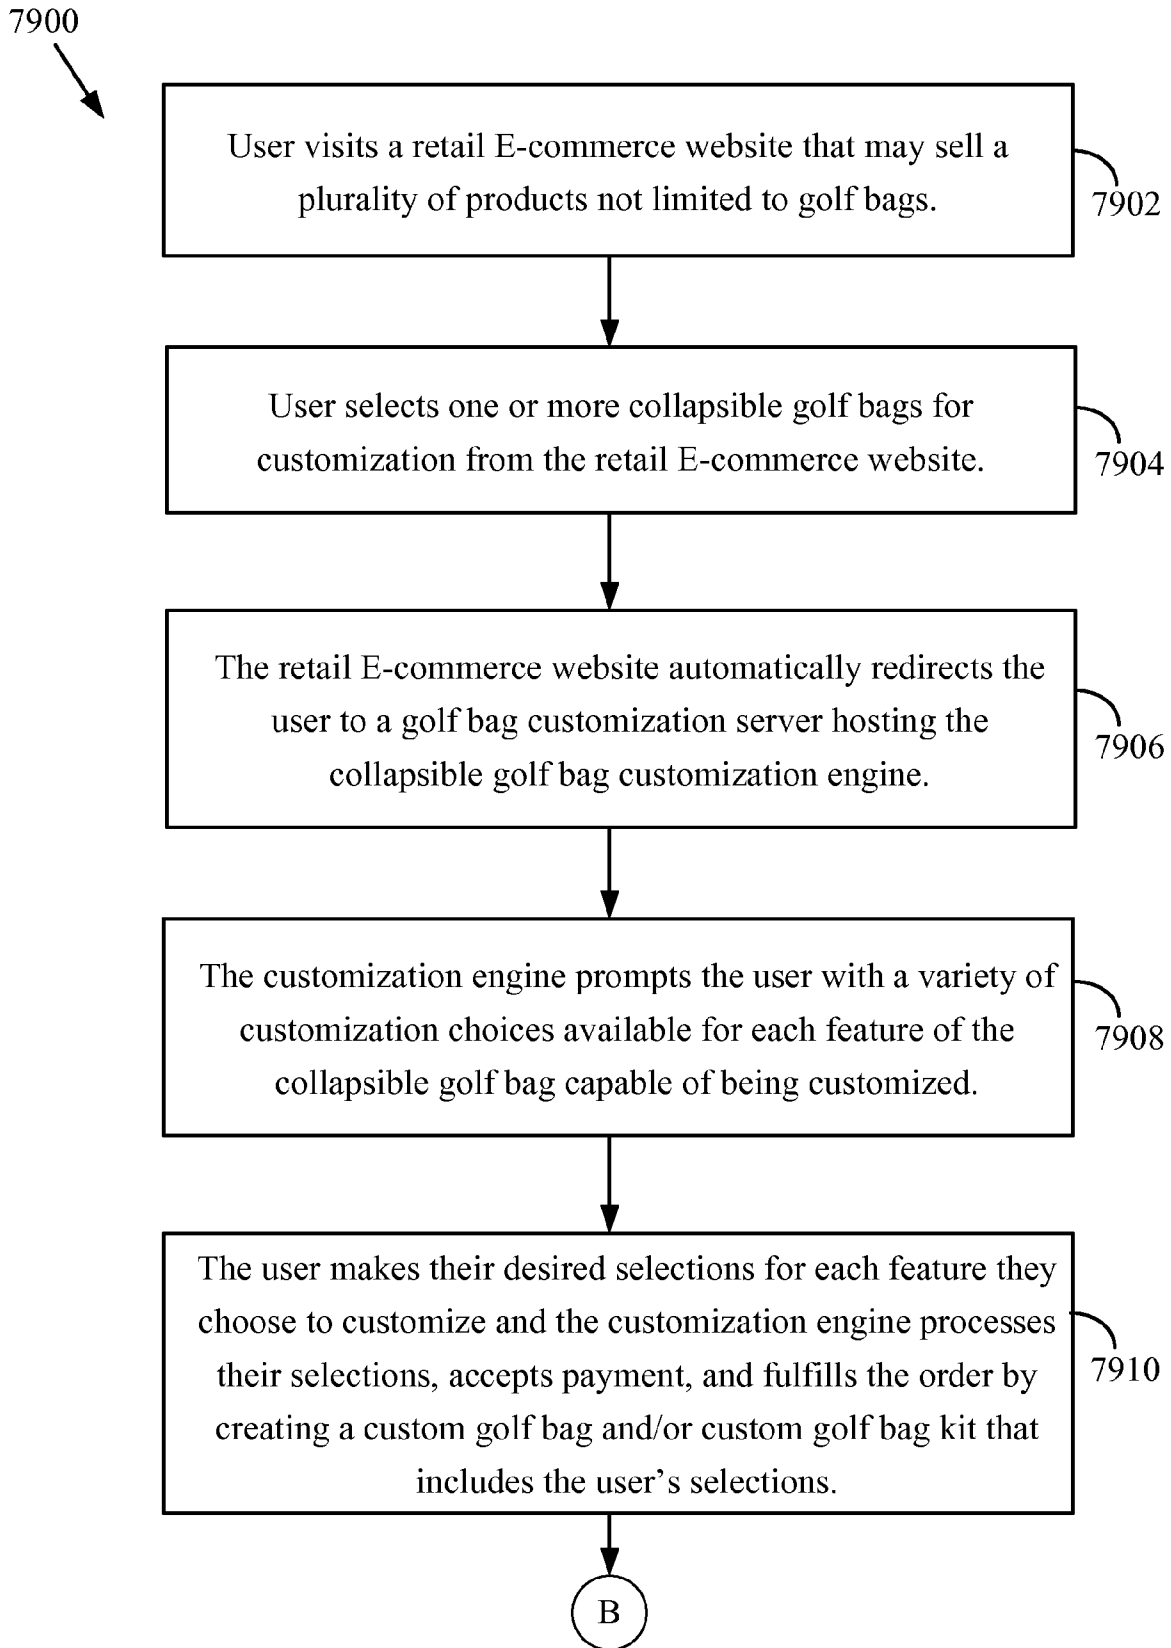 7900
User visits a retail E-commerce website that may sell a
plurality of products not limited to golf bags.
7902
User selects one or more collapsible golf bags for
customization from the retail E-commerce website.
7904
The retail E-commerce website automatically redirects the
user to a golf bag customization server hosting the
collapsible golf bag customization engine.
7906
The customization engine prompts the user with a variety of
customization choices available for each feature of the
collapsible golf bag capable of being customized.
7908
The user makes their desired selections for each feature they
choose to customize and the customization engine processes
their selections, accepts payment, and fulfills the order by
creating a custom golf bag and/or custom golf bag kit that
includes the user’s selections.
7910
B